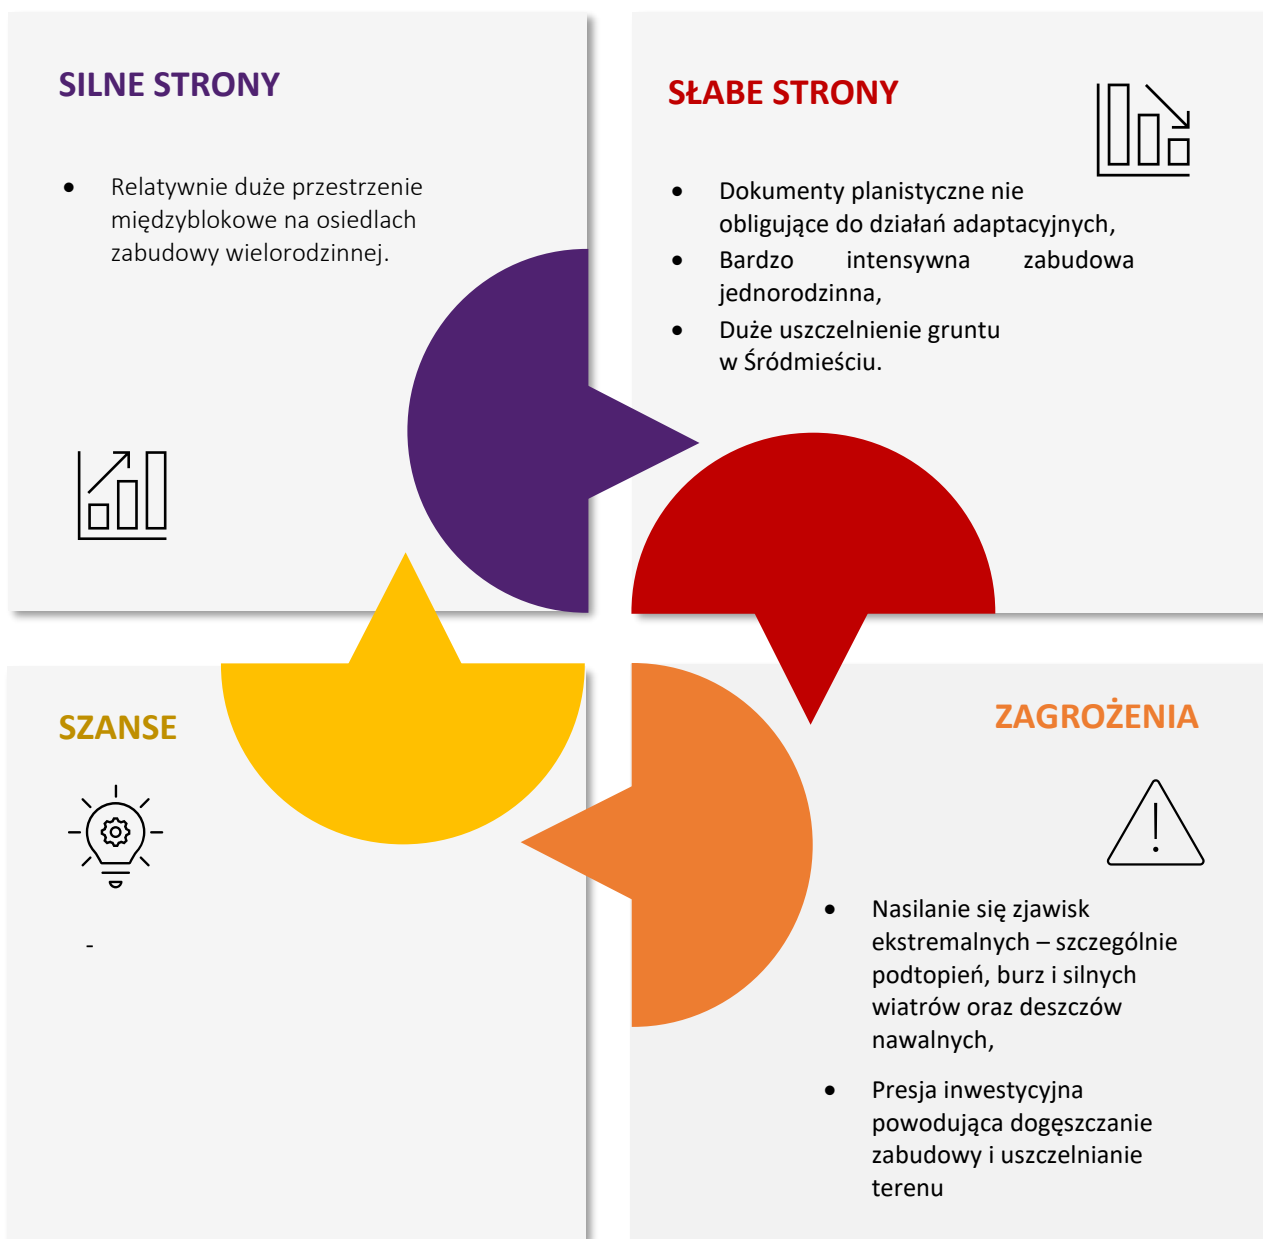 SILNE STRONY
• Relatywnie duże przestrzenie
międzyblokowe na osiedlach
zabudowy wielorodzinnej.
SŁABE STRONY
• Dokumenty planistyczne nie
obligujące do działań adaptacyjnych,
• Bardzo intensywna zabudowa
jednorodzinna,
• Duże uszczelnienie gruntu
w Śródmieściu.
SZANSE
-
ZAGROŻENIA
• Nasilanie się zjawisk
ekstremalnych – szczególnie
podtopień, burz i silnych
wiatrów oraz deszczów
nawalnych,
• Presja inwestycyjna
powodująca dogęszczanie
zabudowy i uszczelnianie
terenu